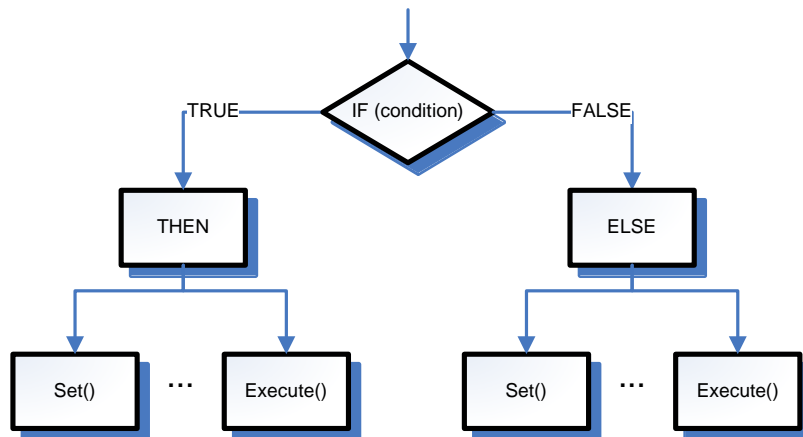 IF (condition)
TRUE
FALSE
THEN
ELSE
Set()
...
Execute()
Set()
...
Execute()